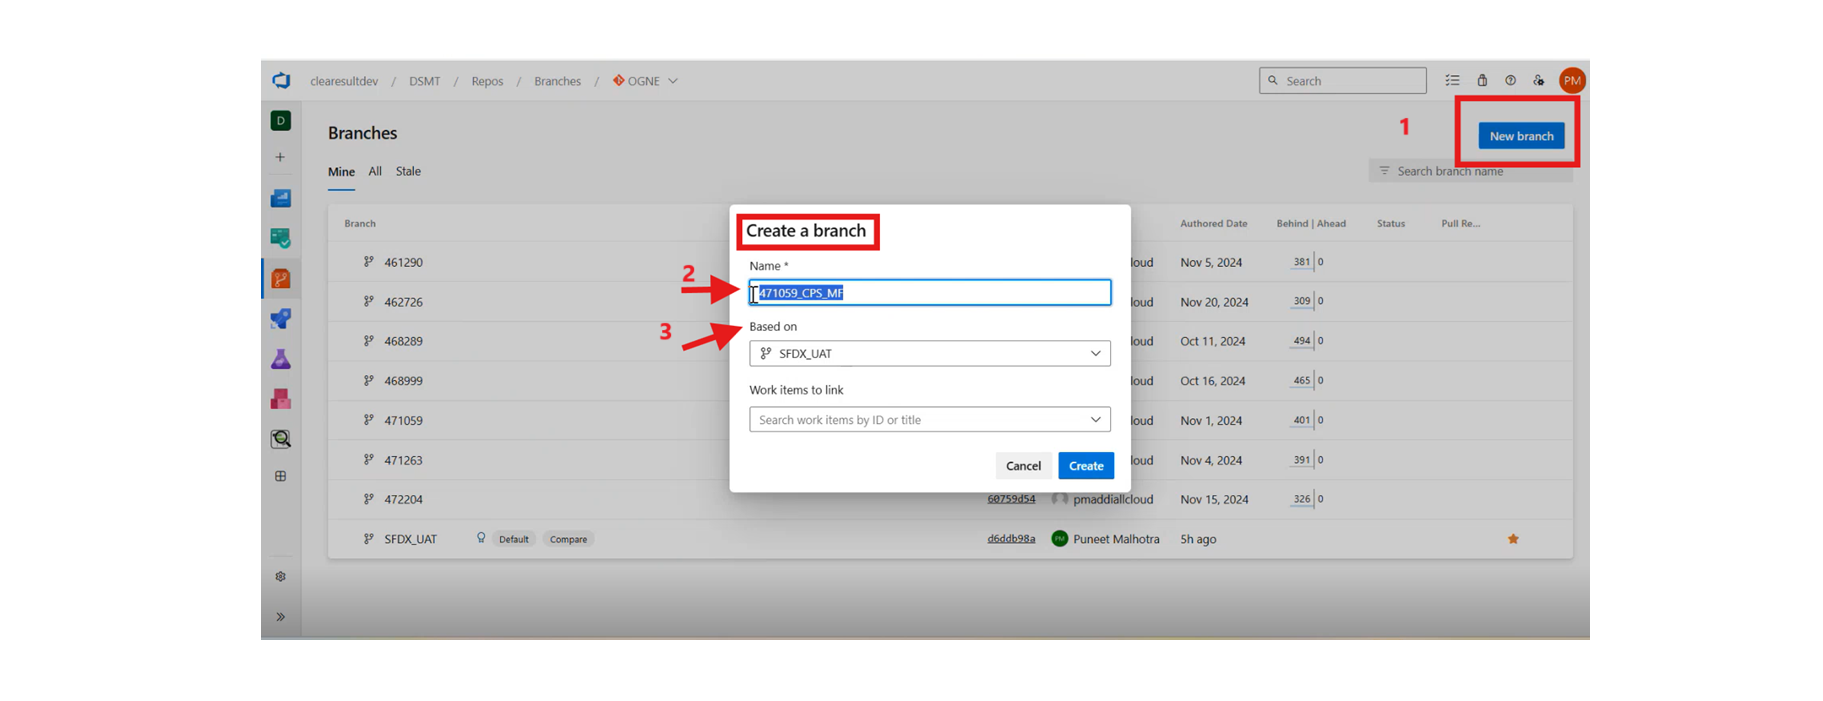 clearesultdev / DSMT / Repos / Branches / OGNE
Search
PM
D
Branches
1
New branch
Mine All Stale
Search branch name
Branch
Authored Date
Behind | Ahead
Status
Pull Re...
Create a branch
Name *
2
471059_CPS_MF
3
Based on
SFDX_UAT
Work items to link
Search work items by ID or title
Cancel
Create
461290 loud Nov 5, 2024 381 0
462726 loud Nov 20, 2024 309 0
468289 loud Oct 11, 2024 494 0
468999 loud Oct 16, 2024 465 0
471059 loud Nov 1, 2024 401 0
471263 loud Nov 4, 2024 391 0
472204 60759d54 pmaddiallcloud Nov 15, 2024 326 0
SFDX_UAT Default Compare d6ddb98a PM Puneet Malhotra 5h ago